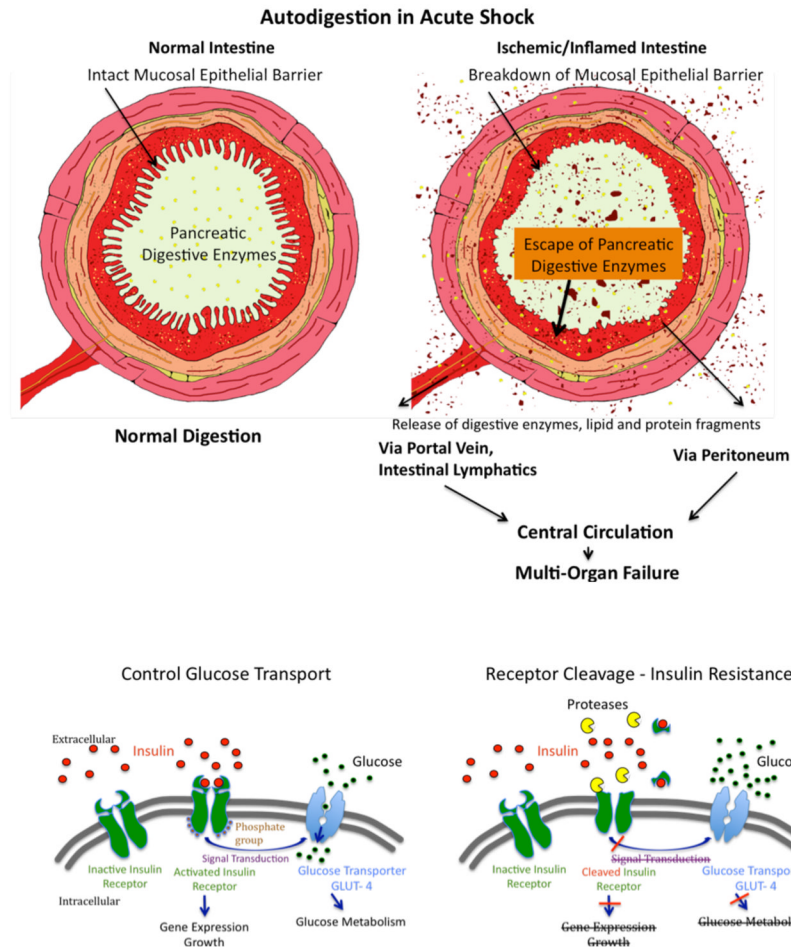 Autodigestion in Acute Shock
Normal Intestine
Intact Mucosal Epithelial Barrier
Pancreatic
Digestive Enzymes
Normal Digestion
Ischemic/Inflamed Intestine
Breakdown of Mucosal Epithelial Barrier
Escape of Pancreatic
Digestive Enzymes
Release of digestive enzymes, lipid and protein fragments
Via Portal Vein,
Intestinal Lymphatics
Via Peritoneum
Central Circulation
Multi-Organ Failure
Control Glucose Transport
Extracellular
Insulin
Glucose
Phosphate
group
Signal Transduction
Inactive Insulin
Receptor
Activated Insulin
Receptor
Glucose Transporter
GLUT- 4
Intracellular
Gene Expression
Growth
Glucose Metabolism
Receptor Cleavage - Insulin Resistance
Proteases
Insulin
Signal Transduction
Inactive Insulin
Receptor
Cleaved Insulin
Receptor
GLUT- 4
Gene Expression
Growth
Glucose